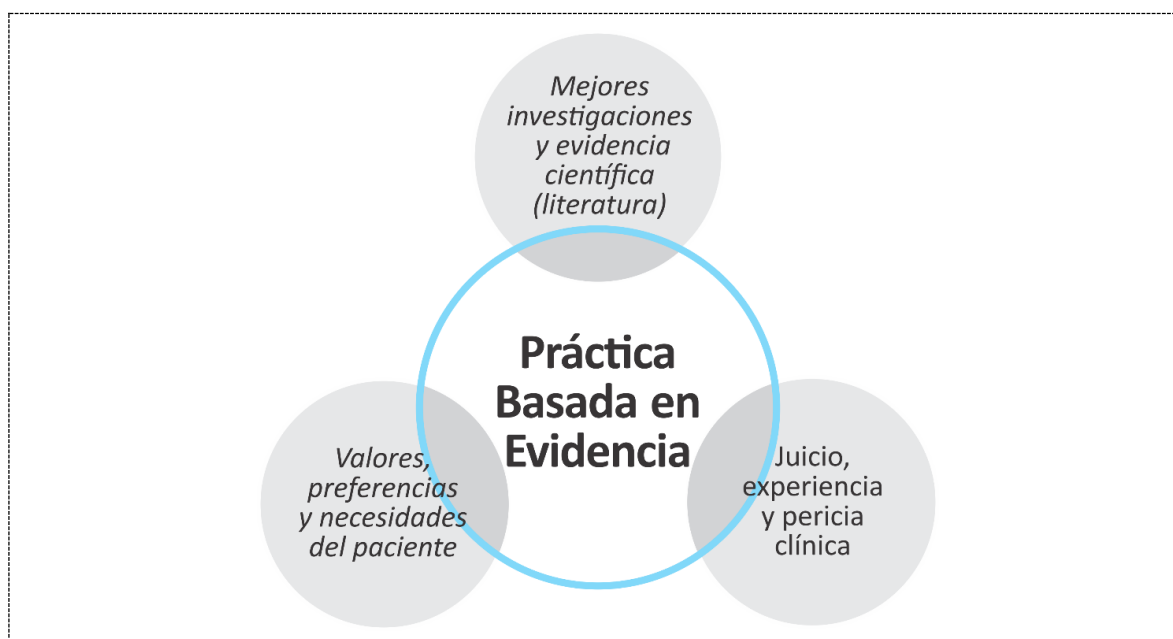 Mejores
investigaciones
y evidencia
científica
(literatura)
Práctica
Basada en
Evidencia
Valores,
preferencias
y necesidades
del paciente
Juicio,
experiencia
y pericia
clínica